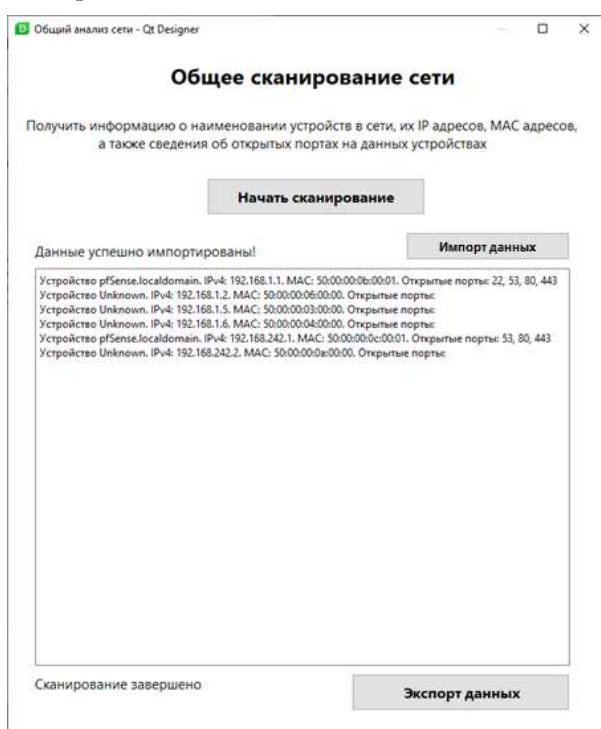 Общий анализ сети - Qt Designer
Общее сканирование сети
Получить информацию о наименовании устройств в сети, их IP адресов, MAC адресов,
а также сведения об открытых портах на данных устройствах
Начать сканирование
Данные успешно импортированы!
Импорт данных
Устройство pfSense.localdomain. IPv4: 192.168.1.1. MAC: 50:00:00:0b:00:01. Открытые порты: 22, 53, 80, 443
Устройство Unknown. IPv4: 192.168.1.2. MAC: 50:00:00:06:00:00. Открытые порты:
Устройство Unknown. IPv4: 192.168.1.5. MAC: 50:00:00:03:00:00. Открытые порты:
Устройство Unknown. IPv4: 192.168.1.6. MAC: 50:00:00:04:00:00. Открытые порты:
Устройство pfSense.localdomain. IPv4: 192.168.242.1. MAC: 50:00:00:0c:00:01. Открытые порты: 53, 80, 443
Устройство Unknown. IPv4: 192.168.242.2. MAC: 50:00:00:0a:00:00. Открытые порты:
Сканирование завершено
Экспорт данных